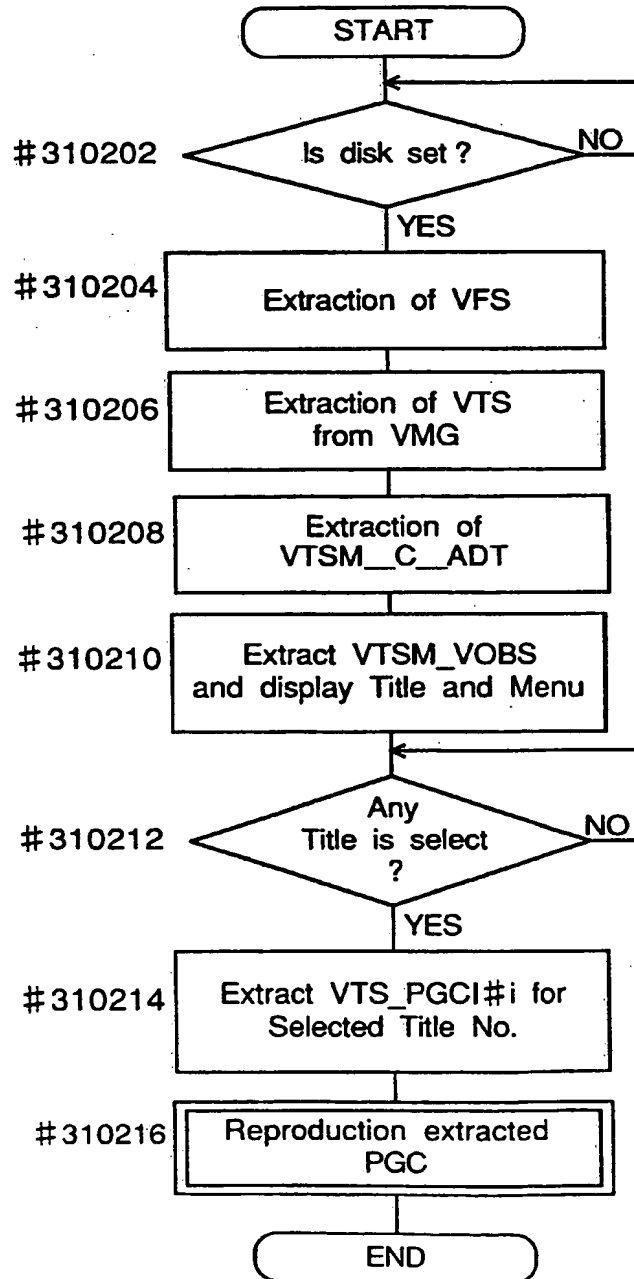 START
#310202
Is disk set ?
NO
YES
#310204
Extraction of VFS
#310206
Extraction of VTS
from VMG
#310208
Extraction of
VTSM__C__ADT
#310210
Extract VTSM_VOBS
and display Title and Menu
#310212
Any
Title is select
?
NO
YES
#310214
Extract VTS_PGCI#i for
Selected Title No.
#310216
Reproduction extracted
PGC
END